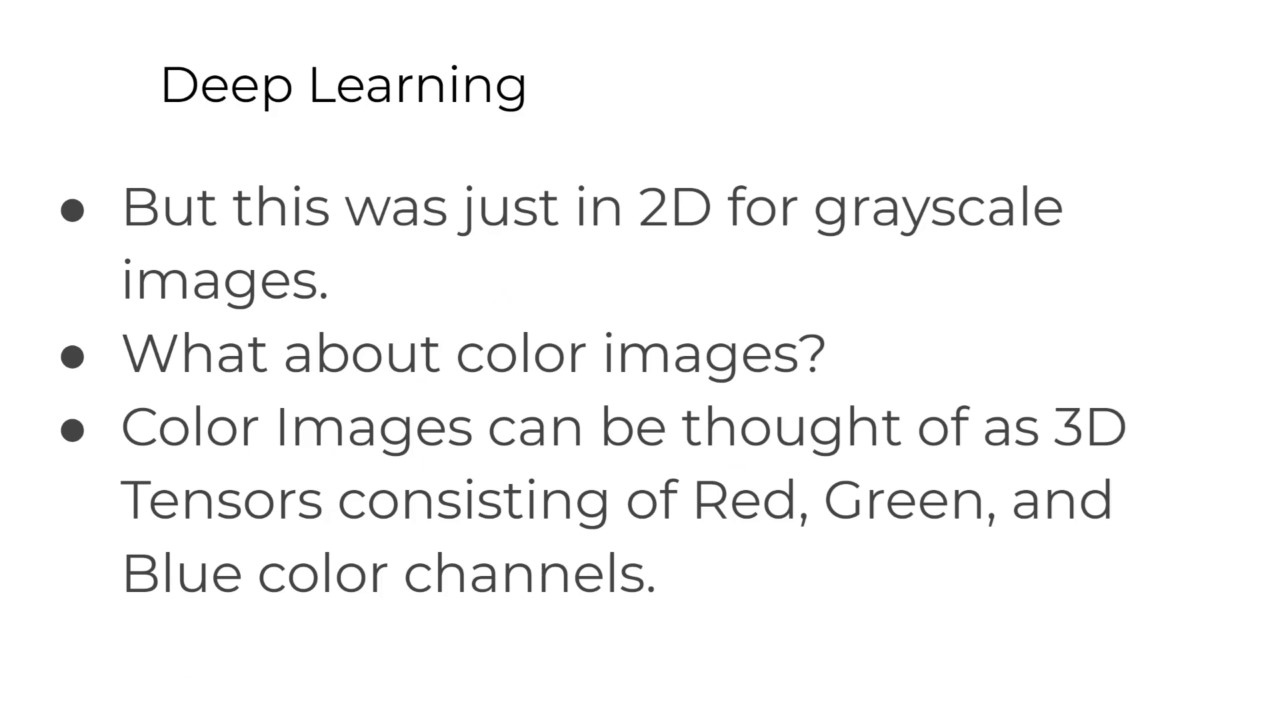 Deep Learning
● But this was just in 2D for grayscale
images.
● What about color images?
● Color Images can be thought of as 3D
Tensors consisting of Red, Green, and
Blue color channels.